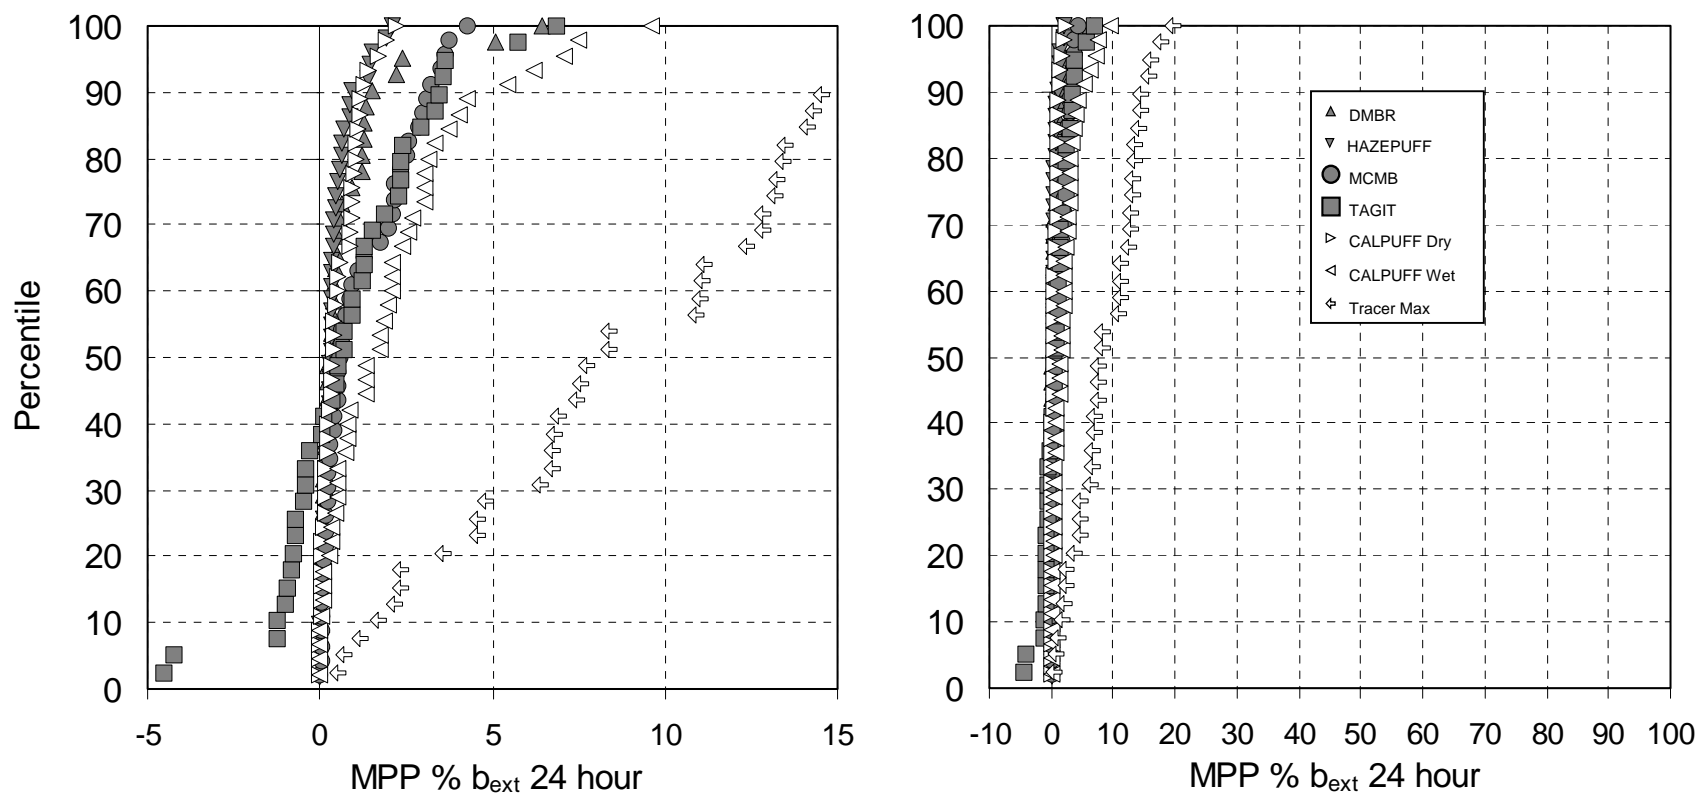 Percentile
100
90
80
70
60
50
40
30
20
10
0
-5 0 5 10 15
MPP % bext 24 hour
100
90
80
70
60
50
40
30
20
10
0
DMBR
HAZEPUFF
MCMB
TAGIT
CALPUFF Dry
CALPUFF Wet
Tracer Max
-10 0 10 20 30 40 50 60 70 80 90 100
MPP % bext 24 hour